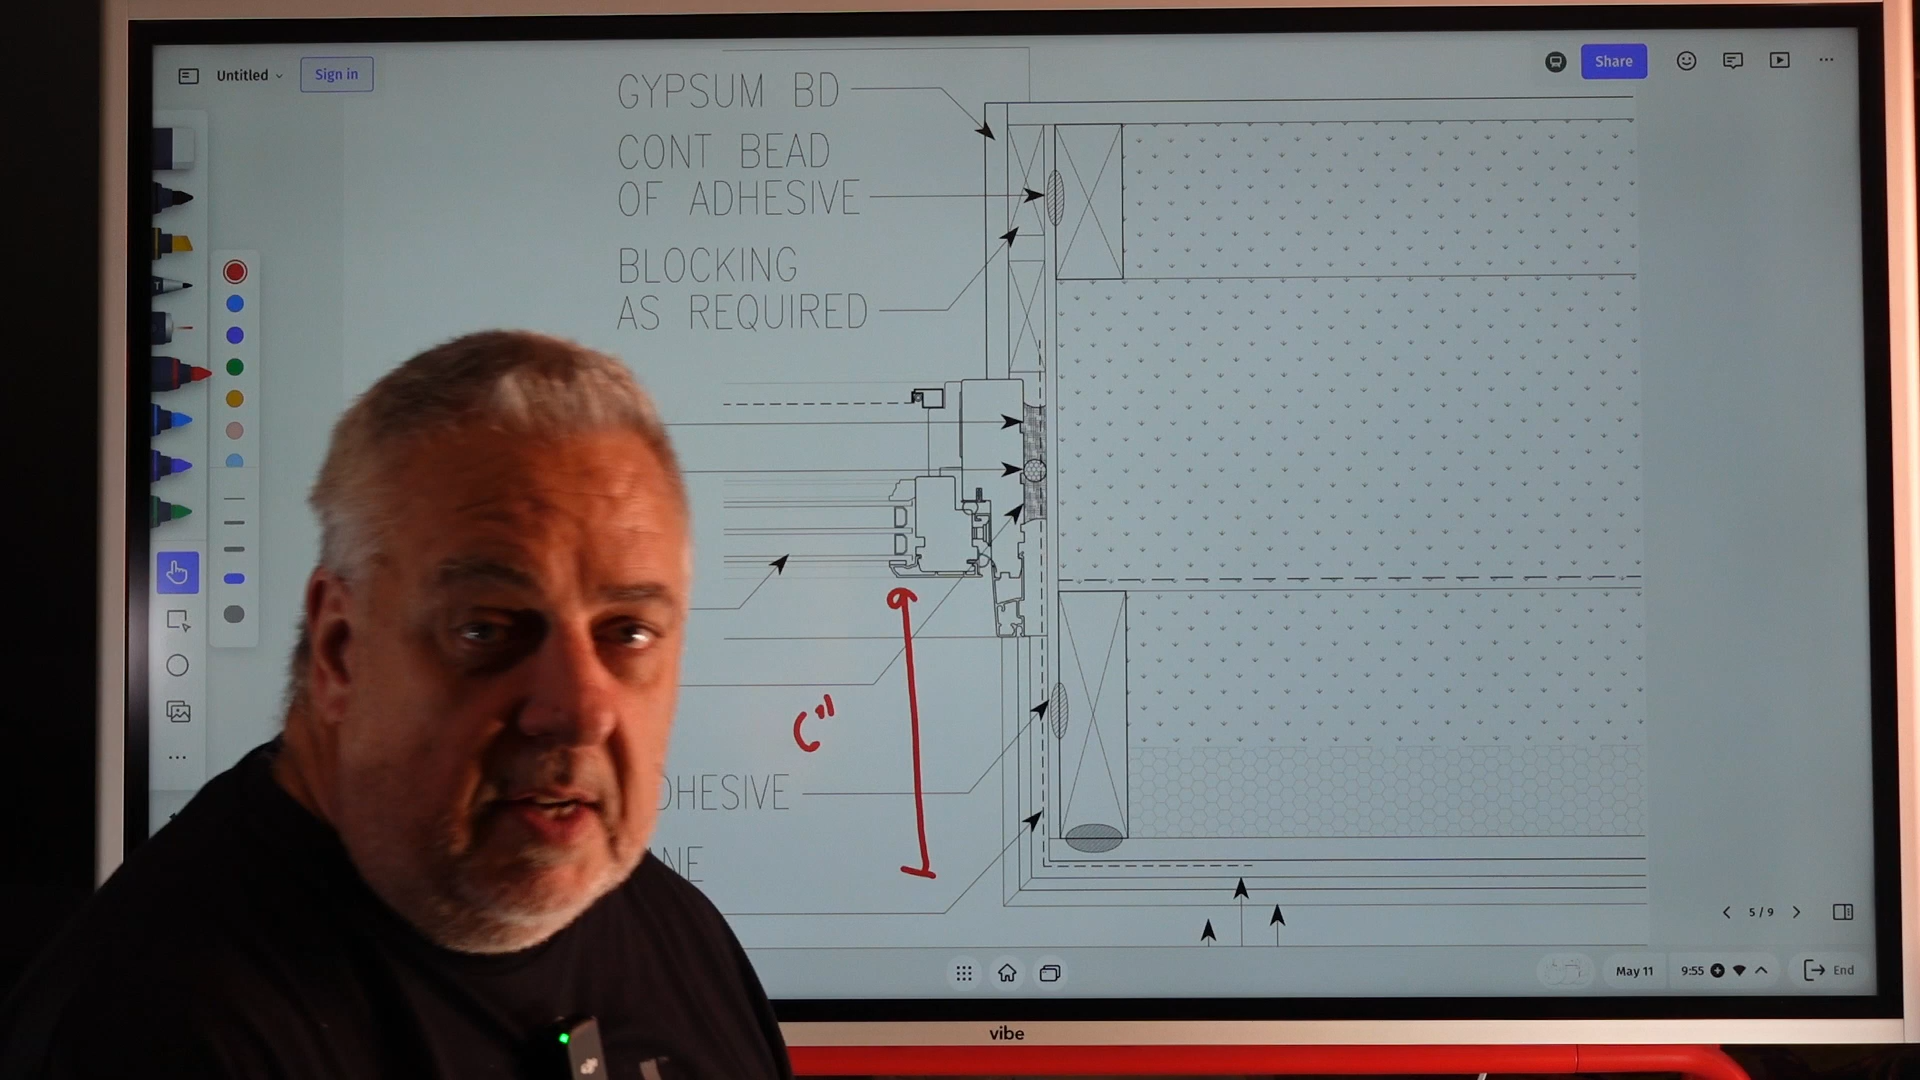 Untitled
Sign in
Share
GYPSUM BD
CONT BEAD
OF ADHESIVE
BLOCKING
AS REQUIRED
6"
DHESIVE
NE
5/9
May 11
9:55
End
vibe